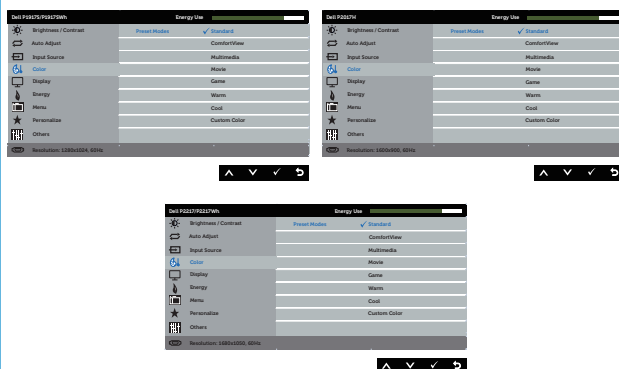 Dell P1917S/P1917SWh Energy Use
Brightness / Contrast Preset Modes ✓ Standard
Auto Adjust ComfortView
Input Source Multimedia
Color Movie
Display Game
Energy Warm
Menu Cool
Personalize Custom Color
Others
Resolution: 1280x1024, 60Hz
Dell P2017H Energy Use
Brightness / Contrast Preset Modes ✓ Standard
Auto Adjust ComfortView
Input Source Multimedia
Color Movie
Display Game
Energy Warm
Menu Cool
Personalize Custom Color
Others
Resolution: 1600x900, 60Hz
Dell P2217/P2217Wh Energy Use
Brightness / Contrast Preset Modes ✓ Standard
Auto Adjust ComfortView
Input Source Multimedia
Color Movie
Display Game
Energy Warm
Menu Cool
Personalize Custom Color
Others
Resolution: 1680x1050, 60Hz